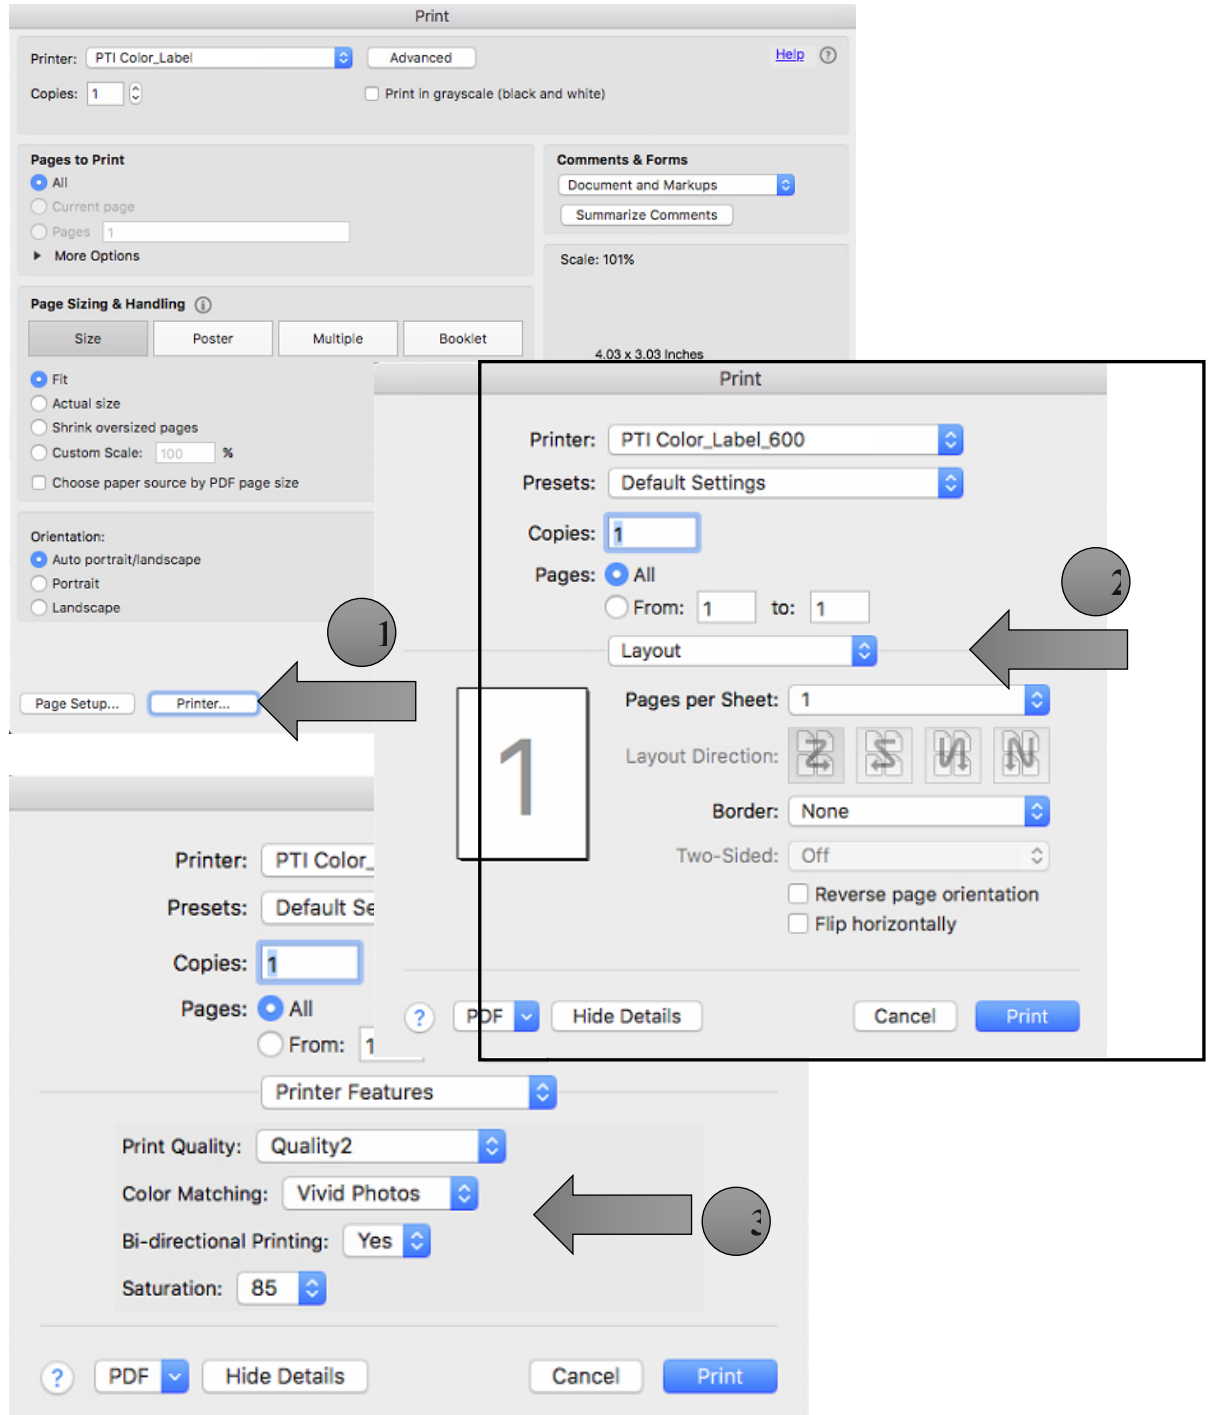 Print
Printer: PTI Color_Label Advanced Help ?
Copies: 1 Print in grayscale (black and white)
Pages to Print
All
Current page
Pages 1
More Options
Comments & Forms
Document and Markups
Summarize Comments
Scale: 101%
4.03 x 3.03 Inches
Page Sizing & Handling i
Size Poster Multiple Booklet
Fit
Actual size
Shrink oversized pages
Custom Scale: 100 %
Choose paper source by PDF page size
Orientation:
Auto portrait/landscape
Portrait
Landscape
1
Page Setup... Printer...
Print
Printer: PTI Color_Label_600
Presets: Default Settings
Copies: 1
Pages: All
From: 1 to: 1
2
Layout
1
Pages per Sheet: 1
Layout Direction:
Border: None
Two-Sided: Off
Reverse page orientation
Flip horizontally
? PDF Hide Details Cancel Print
Printer: PTI Color_
Presets: Default Se
Copies: 1
Pages: All
From: 1
Printer Features
Print Quality: Quality2
Color Matching: Vivid Photos
3
Bi-directional Printing: Yes
Saturation: 85
? PDF Hide Details Cancel Print